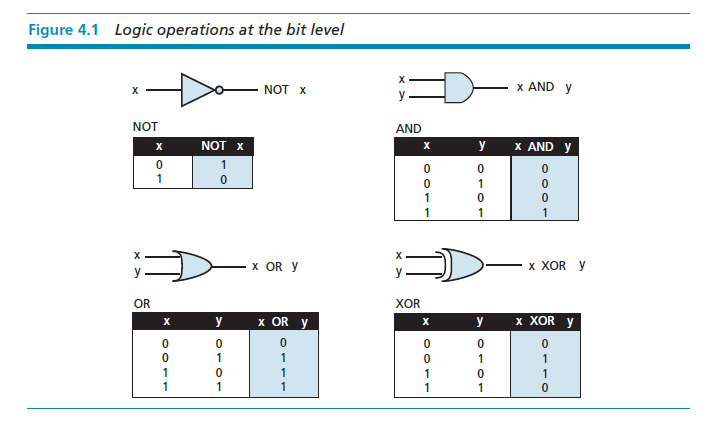 Figure 4.1 Logic operations at the bit level
x NOT x
NOT
x NOT x
0 1
1 0
x
y
x AND y
AND
x y x AND y
0 0 0
0 1 0
1 0 0
1 1 1
x
y
x OR y
OR
x y x OR y
0 0 0
0 1 1
1 0 1
1 1 1
x
y
x XOR y
XOR
x y x XOR y
0 0 0
0 1 1
1 0 1
1 1 0